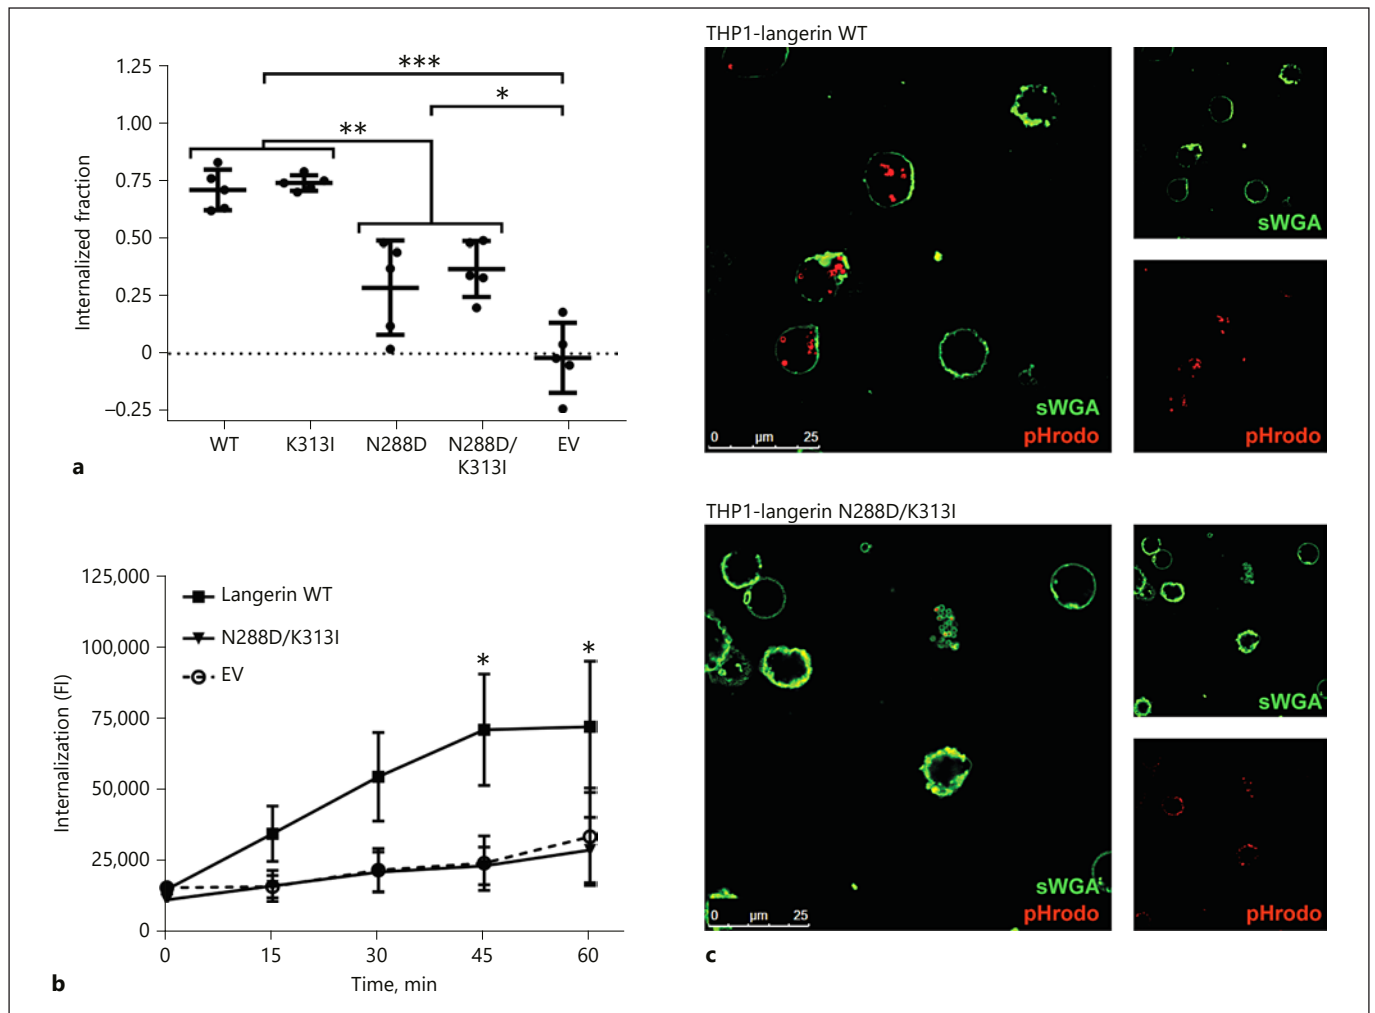 ***
*
**
1.25
1.00
0.75
0.50
0.25
0
–0.25
Internalized fraction
WT
K313I
N288D
N288D/
K313I
EV
a
125,000
100,000
75,000
50,000
25,000
0
Internalization (FI)
Langerin WT
N288D/K313I
EV
*
*
0
15
30
45
60
Time, min
b
THP1-langerin WT
sWGA
pHrodo
0 µm 25
sWGA
pHrodo
THP1-langerin N288D/K313I
sWGA
pHrodo
0 µm 25
sWGA
pHrodo
c